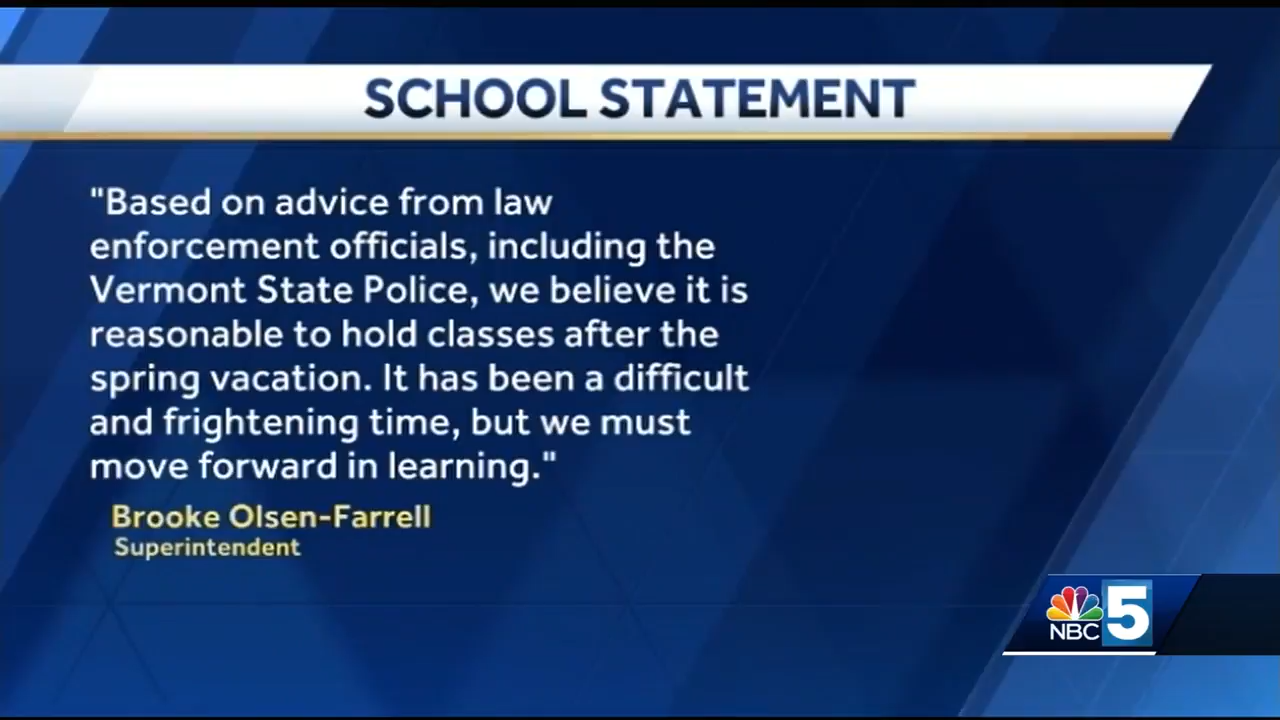 SCHOOL STATEMENT
"Based on advice from law
enforcement officials, including the
Vermont State Police, we believe it is
reasonable to hold classes after the
spring vacation. It has been a difficult
and frightening time, but we must
move forward in learning."
Brooke Olsen-Farrell
Superintendent
NBC 5